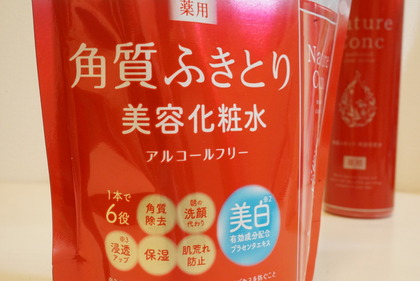 薬用
角質ふきとり
美容化粧水
アルコールフリー
1本で
6役
角質
除去
朝の
洗顔
代わり
※3
浸透
アップ
保湿
肌荒れ
防止
美白
有効成分配合
プラセンタエキス
Nature
Conc
薬用